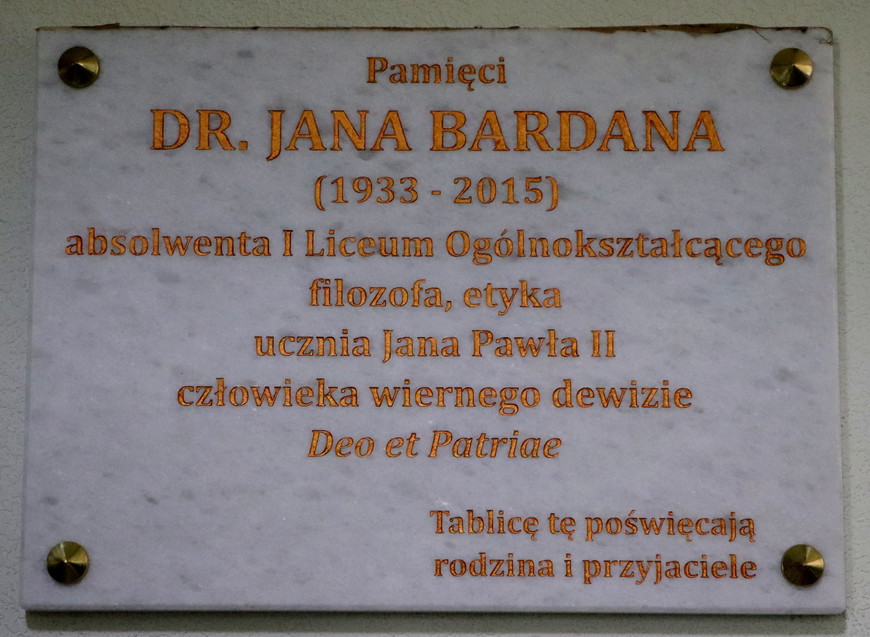 Pamięci
DR. JANA BARDANA
(1933 - 2015)
absolwenta I Liceum Ogólnokształcącego
filozofa, etyka
ucznia Jana Pawła II
człowieka wiernego dewizie
Deo et Patriae
Tablicę tę poświęcają
rodzina i przyjaciele